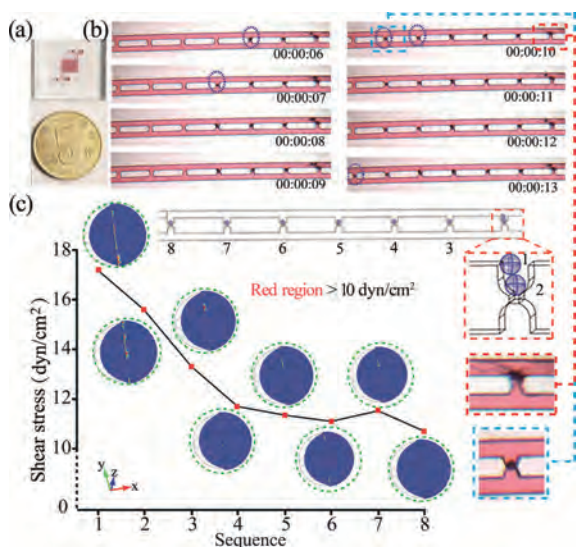 (a)
(b)
00:00:06
00:00:07
00:00:08
00:00:09
00:00:10
00:00:11
00:00:12
00:00:13
5
(c)
8 7 6 5 4 3
1
2
Red region > 10 dyn/cm²
Shear stress (dyn/cm²)
18
16
14
12
10
0
y z x
1 2 3 4 5 6 7 8
Sequence